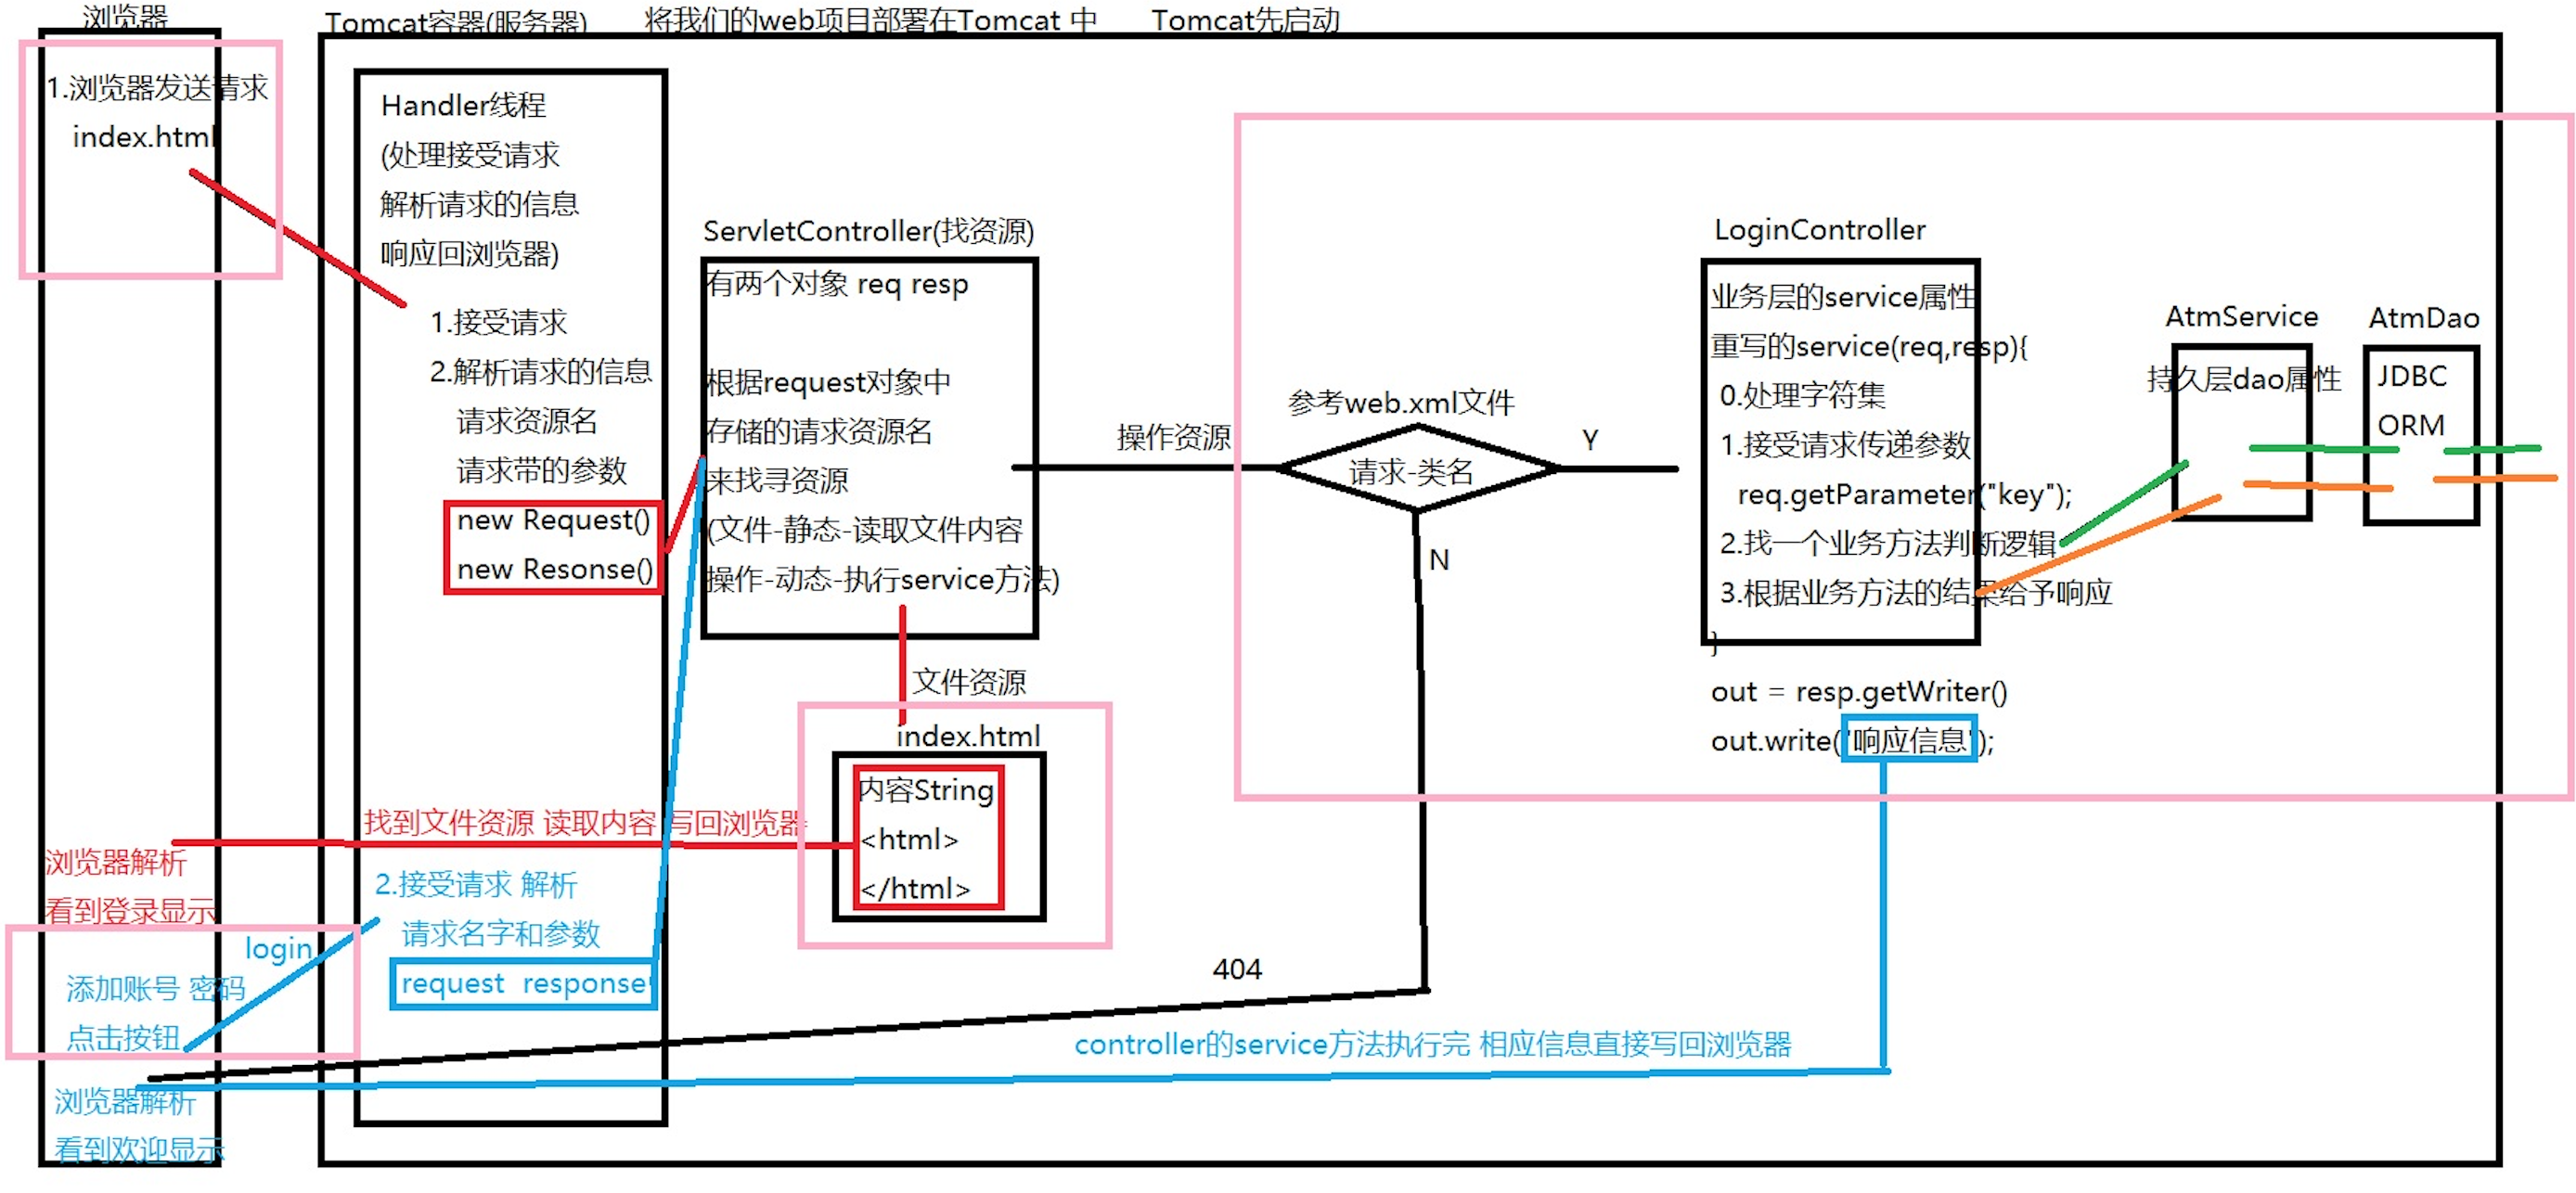 浏览器
Tomcat容器(服务器)
将我们的web项目部署在Tomcat 中
Tomcat先启动
1.浏览器发送请求
index.html
Handler线程
(处理接受请求
解析请求的信息
响应回浏览器)
1.接受请求
2.解析请求的信息
请求资源名
请求带的参数
new Request()
new Resonse()
ServletController(找资源)
有两个对象 req resp
根据request对象中
存储的请求资源名
来找寻资源
(文件-静态-读取文件内容
操作-动态-执行service方法)
操作资源
参考web.xml文件
请求-类名
Y
N
LoginController
业务层的service属性
重写的service(req,resp){
0.处理字符集
1.接受请求传递参数
req.getParameter("key");
2.找一个业务方法判断逻辑
3.根据业务方法的结果给予响应
}
out = resp.getWriter()
out.write("响应信息");
AtmService
持久层dao属性
AtmDao
JDBC
ORM
文件资源
index.html
内容String
<html>
</html>
找到文件资源 读取内容 写回浏览器
浏览器解析
看到登录显示
login
添加账号 密码
点击按钮
2.接受请求 解析
请求名字和参数
request response
404
controller的service方法执行完 相应信息直接写回浏览器
浏览器解析
看到欢迎显示